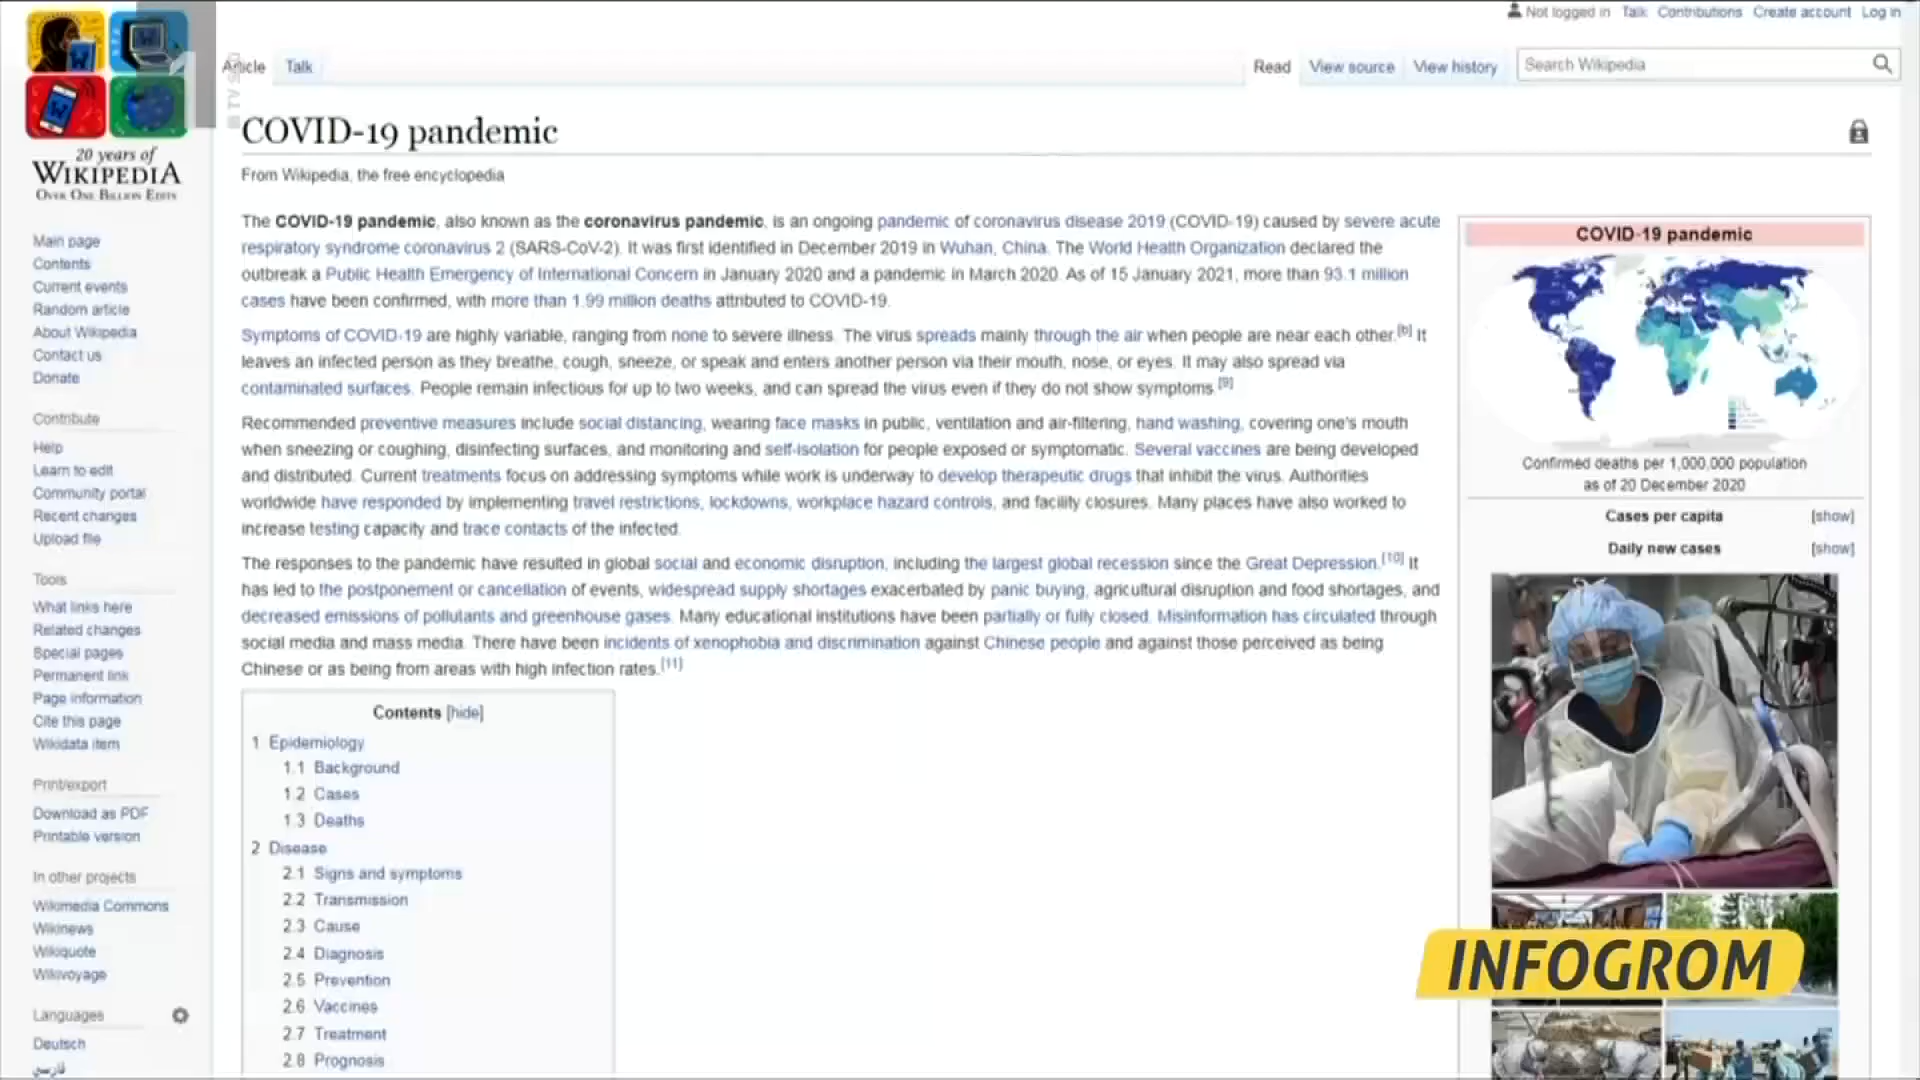 Not logged in Talk Contributions Create account Log in
Article Talk Read View source View history Search Wikipedia
20 years of
WIKIPEDIA
OVER ONE BILLION EDITS
Main page
Contents
Current events
Random article
About Wikipedia
Contact us
Donate
Contribute
Help
Learn to edit
Community portal
Recent changes
Upload file
Tools
What links here
Related changes
Special pages
Permanent link
Page information
Cite this page
Wikidata item
Print/export
Download as PDF
Printable version
In other projects
Wikimedia Commons
Wikinews
Wikiquote
Wikivoyage
Languages
Deutsch
فارسی
COVID-19 pandemic
From Wikipedia, the free encyclopedia
The COVID-19 pandemic, also known as the coronavirus pandemic, is an ongoing pandemic of coronavirus disease 2019 (COVID-19) caused by severe acute
respiratory syndrome coronavirus 2 (SARS-CoV-2). It was first identified in December 2019 in Wuhan, China. The World Health Organization declared the
outbreak a Public Health Emergency of International Concern in January 2020 and a pandemic in March 2020. As of 15 January 2021, more than 93.1 million
cases have been confirmed, with more than 1.99 million deaths attributed to COVID-19.
Symptoms of COVID-19 are highly variable, ranging from none to severe illness. The virus spreads mainly through the air when people are near each other.[b] It
leaves an infected person as they breathe, cough, sneeze, or speak and enters another person via their mouth, nose, or eyes. It may also spread via
contaminated surfaces. People remain infectious for up to two weeks, and can spread the virus even if they do not show symptoms.[9]
Recommended preventive measures include social distancing, wearing face masks in public, ventilation and air-filtering, hand washing, covering one's mouth
when sneezing or coughing, disinfecting surfaces, and monitoring and self-isolation for people exposed or symptomatic. Several vaccines are being developed
and distributed. Current treatments focus on addressing symptoms while work is underway to develop therapeutic drugs that inhibit the virus. Authorities
worldwide have responded by implementing travel restrictions, lockdowns, workplace hazard controls, and facility closures. Many places have also worked to
increase testing capacity and trace contacts of the infected.
The responses to the pandemic have resulted in global social and economic disruption, including the largest global recession since the Great Depression.[10] It
has led to the postponement or cancellation of events, widespread supply shortages exacerbated by panic buying, agricultural disruption and food shortages, and
decreased emissions of pollutants and greenhouse gases. Many educational institutions have been partially or fully closed. Misinformation has circulated through
social media and mass media. There have been incidents of xenophobia and discrimination against Chinese people and against those perceived as being
Chinese or as being from areas with high infection rates.[11]
Contents [hide]
1 Epidemiology
1.1 Background
1.2 Cases
1.3 Deaths
2 Disease
2.1 Signs and symptoms
2.2 Transmission
2.3 Cause
2.4 Diagnosis
2.5 Prevention
2.6 Vaccines
2.7 Treatment
2.8 Prognosis
COVID-19 pandemic
Confirmed deaths per 1,000,000 population
as of 20 December 2020
Cases per capita [show]
Daily new cases [show]
INFOGROM